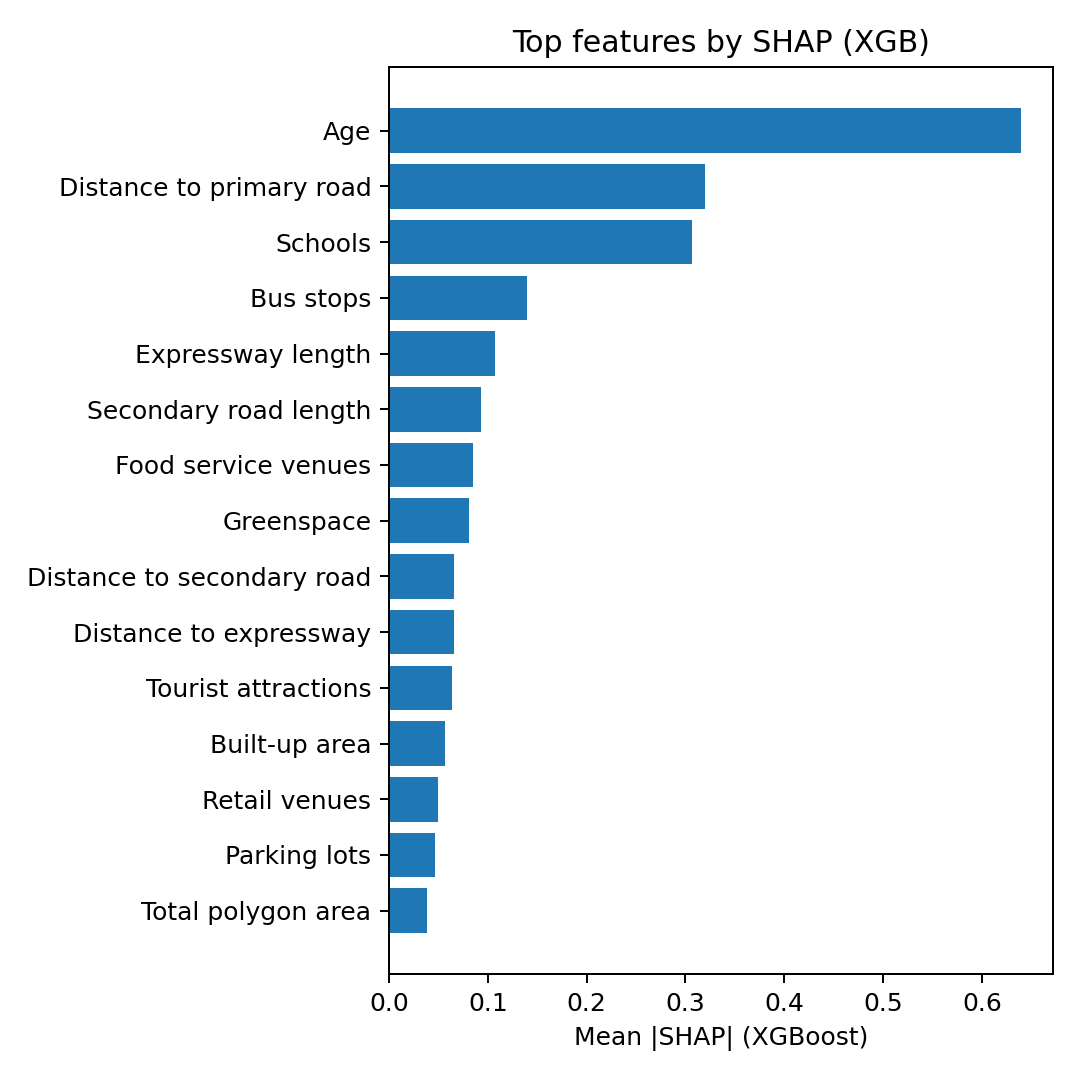 Top features by SHAP (XGB)
Age
Distance to primary road
Schools
Bus stops
Expressway length
Secondary road length
Food service venues
Greenspace
Distance to secondary road
Distance to expressway
Tourist attractions
Built-up area
Retail venues
Parking lots
Total polygon area
0.0 0.1 0.2 0.3 0.4 0.5 0.6
Mean |SHAP| (XGBoost)